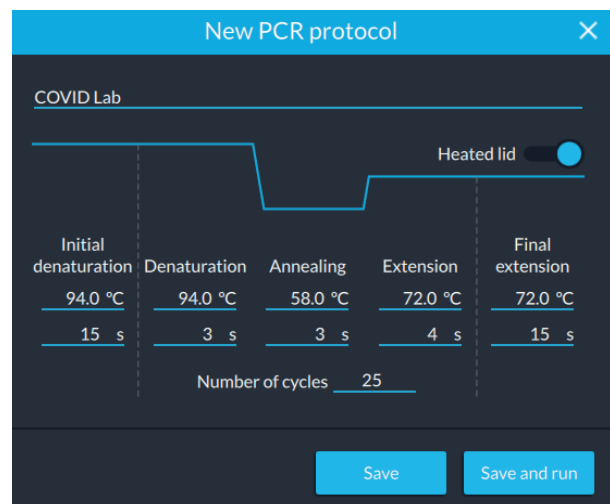 New PCR protocol ×
COVID Lab
Heated lid
Initial denaturation Denaturation Annealing Extension Final extension
94.0 °C 94.0 °C 58.0 °C 72.0 °C 72.0 °C
15 s 3 s 3 s 4 s 15 s
Number of cycles 25
Save Save and run